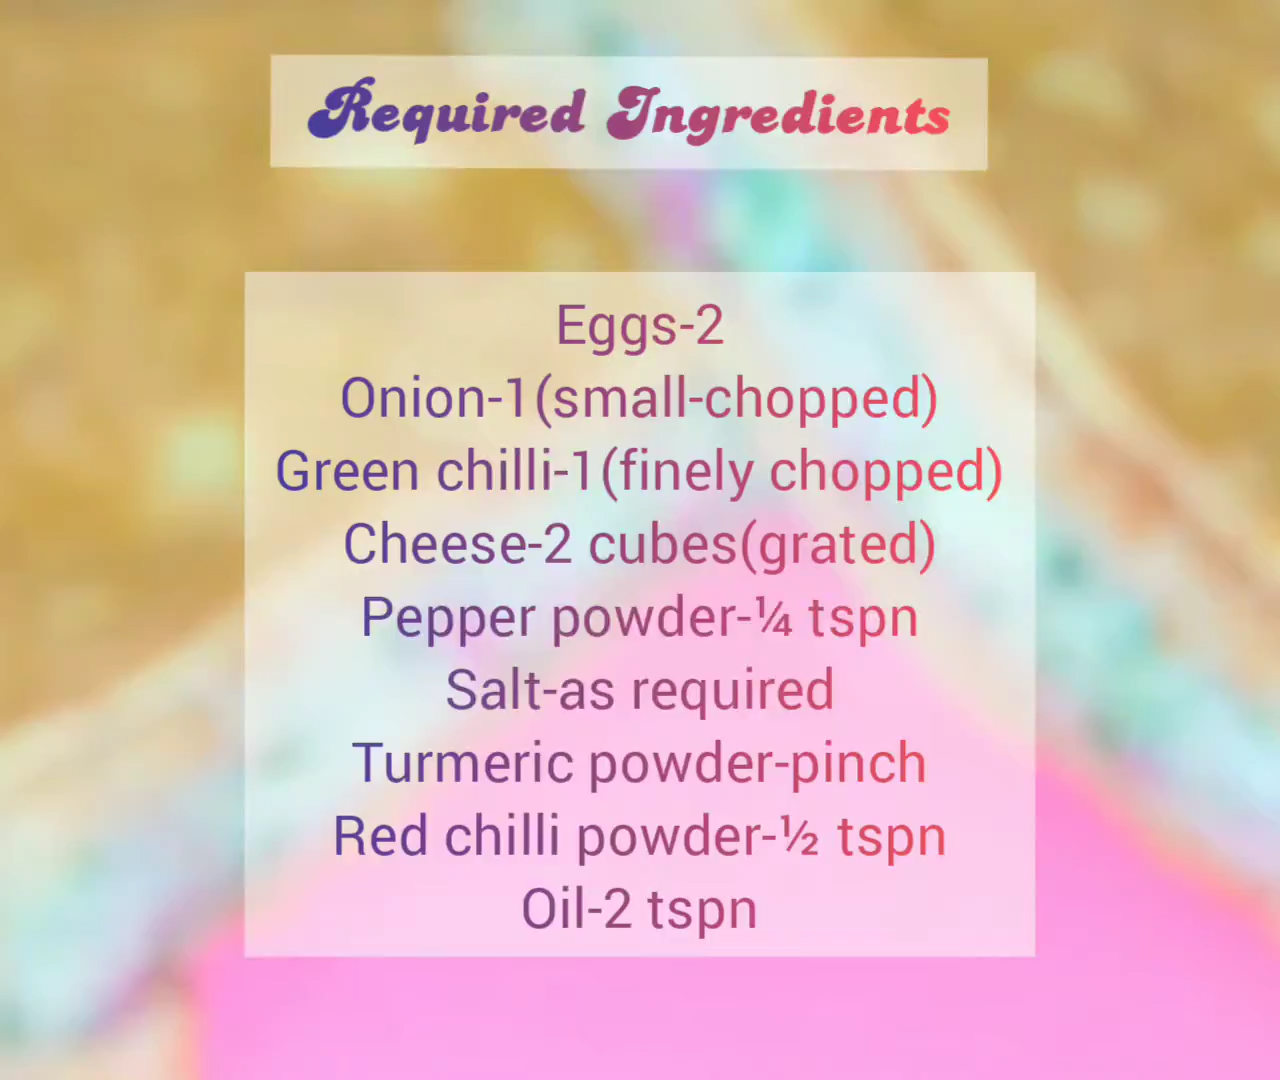 Required Ingredients
Eggs-2
Onion-1(small-chopped)
Green chilli-1(finely chopped)
Cheese-2 cubes(grated)
Pepper powder-¼ tspn
Salt-as required
Turmeric powder-pinch
Red chilli powder-½ tspn
Oil-2 tspn